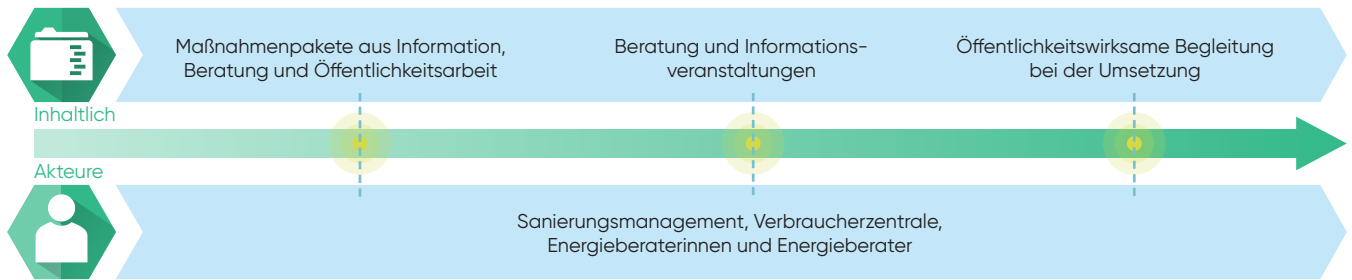 Maßnahmenpakete aus Information,
Beratung und Öffentlichkeitsarbeit
Beratung und Informations-
veranstaltungen
Öffentlichkeitswirksame Begleitung
bei der Umsetzung
Inhaltlich
Akteure
Sanierungsmanagement, Verbraucherzentrale,
Energieberaterinnen und Energieberater